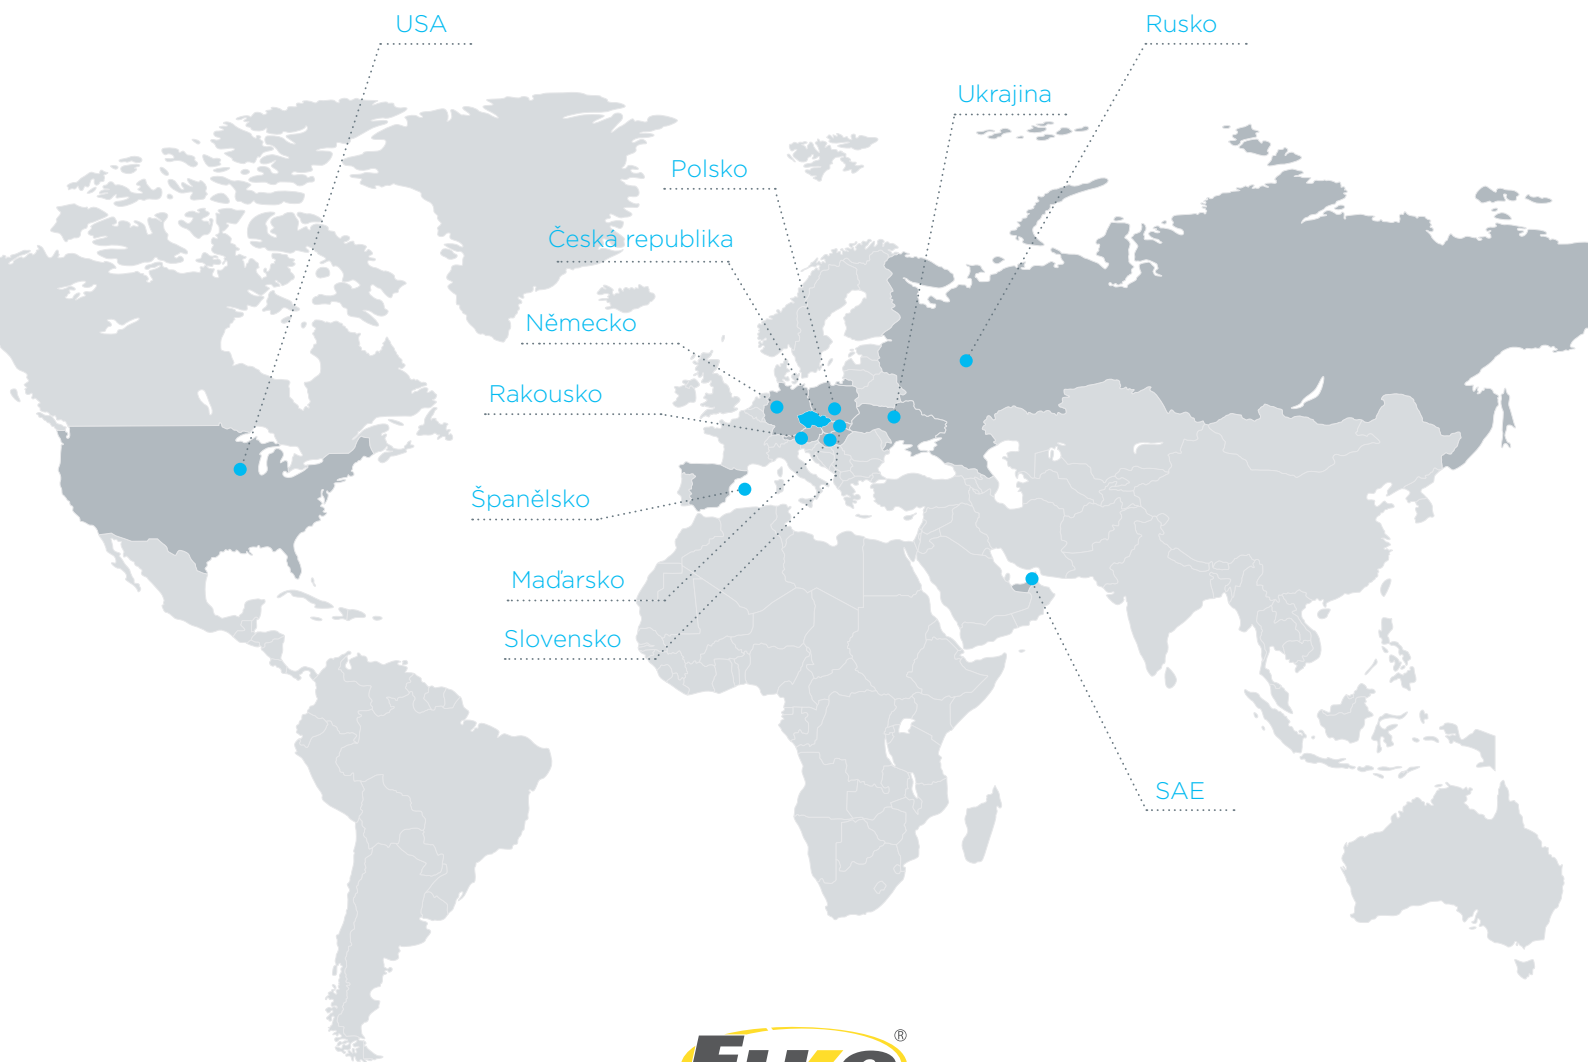 USA
Rusko
Ukrajina
Polsko
Česká republika
Německo
Rakousko
Španělsko
Maďarsko
Slovensko
SAE
®